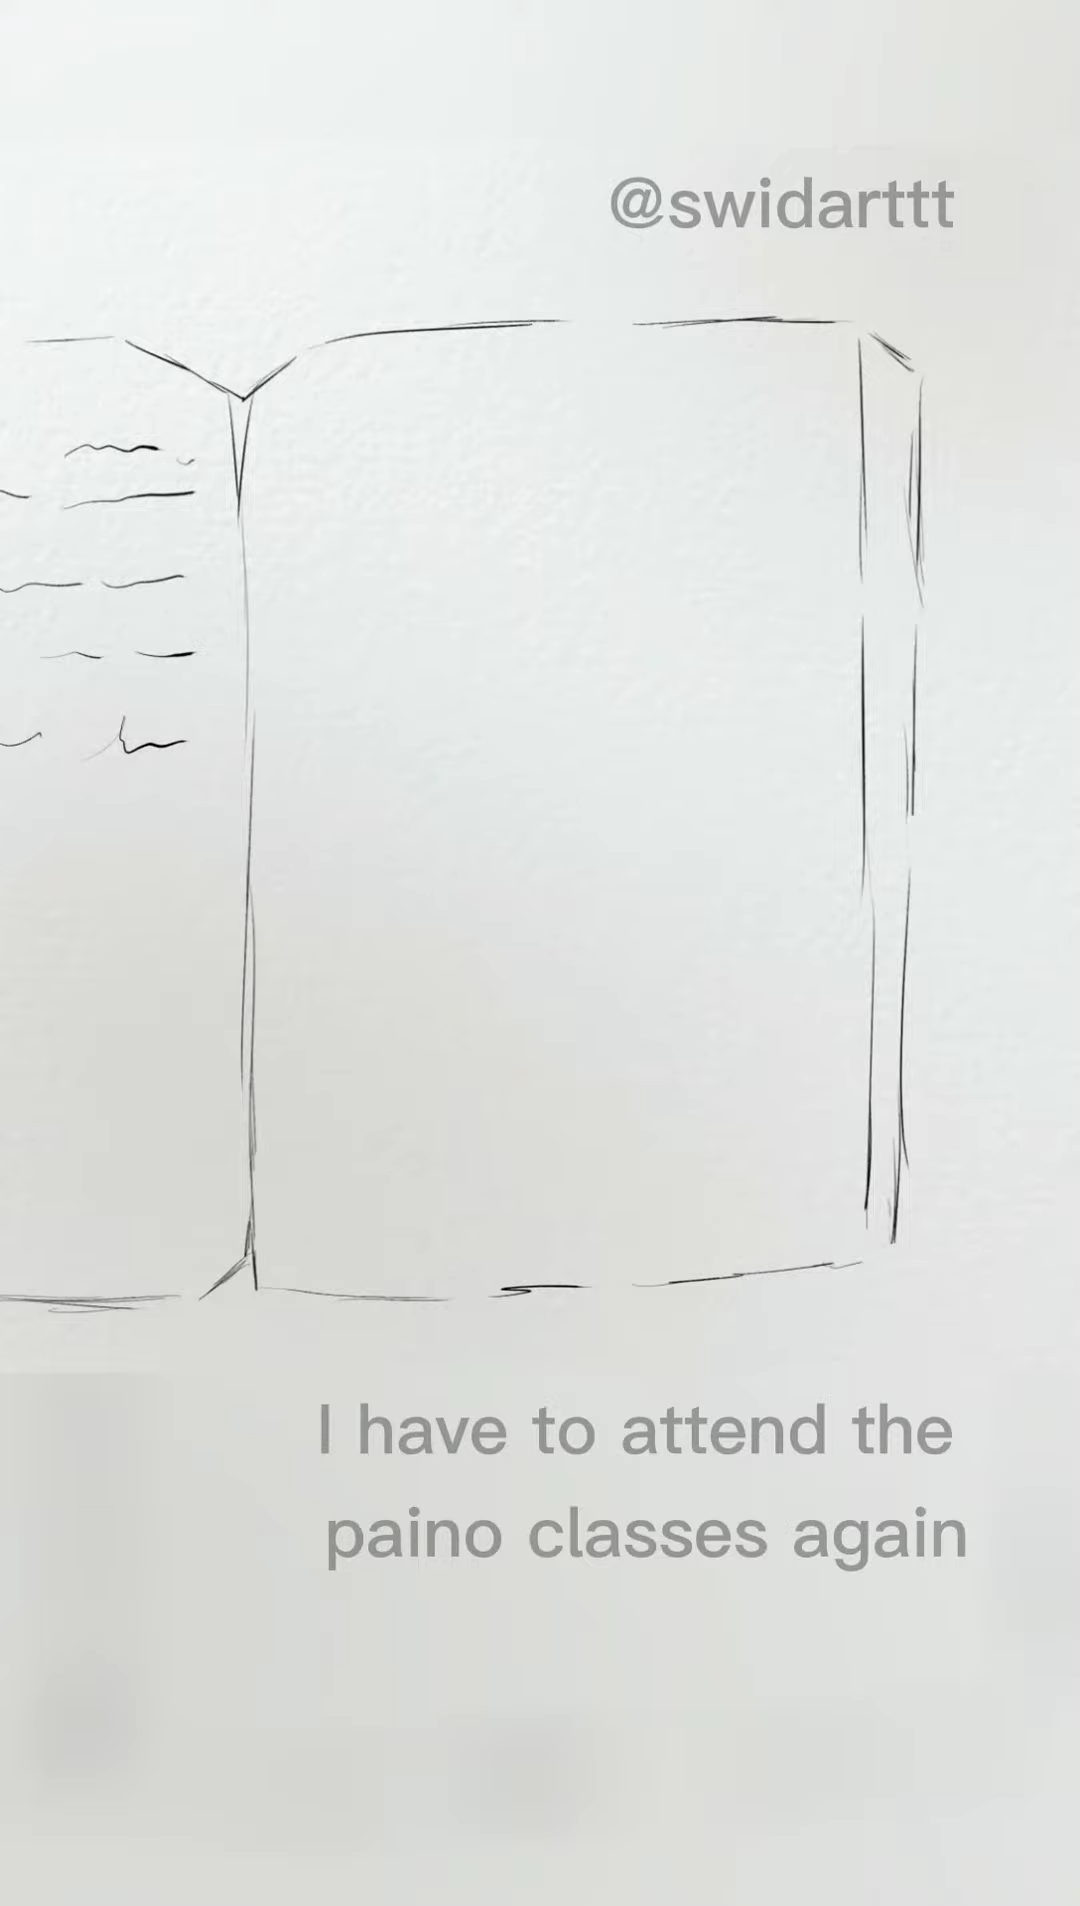 @swidarttt
I have to attend the
paino classes again